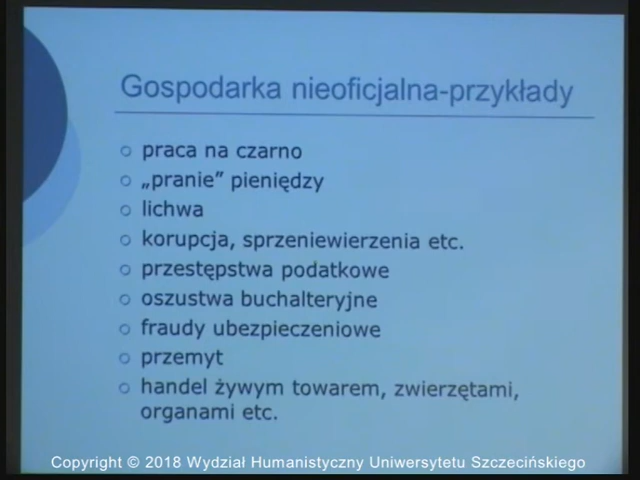 Gospodarka nieoficjalna-przykłady
praca na czarno
„pranie” pieniędzy
lichwa
korupcja, sprzeniewierzenia etc.
przestępstwa podatkowe
oszustwa buchalteryjne
fraudy ubezpieczeniowe
przemyt
handel żywym towarem, zwierzętami,
organami etc.
Copyright © 2018 Wydział Humanistyczny Uniwersytetu Szczecińskiego